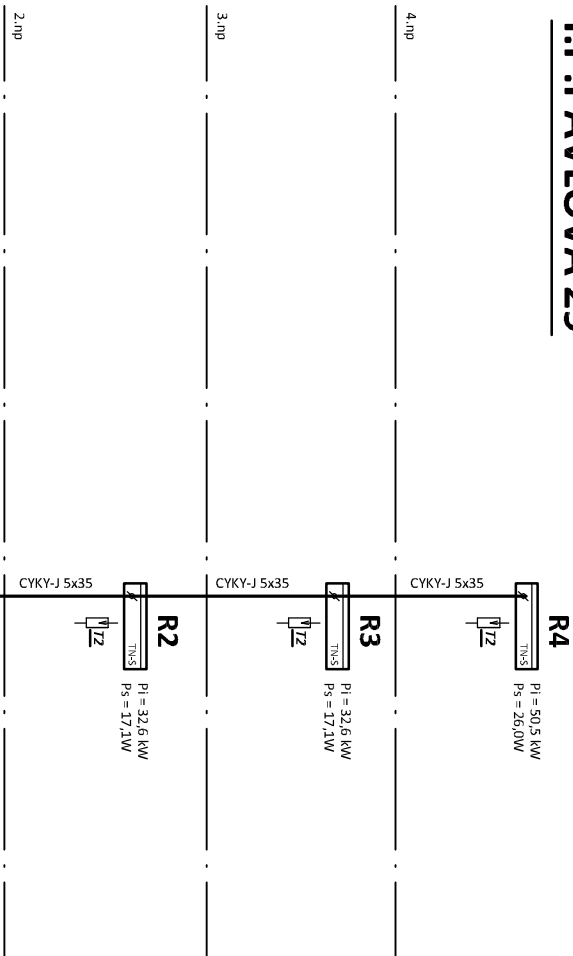 R4
Pi = 50,5 kW
Ps = 26,0W
TN-S
T2
CYKY-J 5x35
4.np
R3
Pi = 32,6 kW
Ps = 17,1W
TN-S
T2
CYKY-J 5x35
3.np
R2
Pi = 32,6 kW
Ps = 17,1W
TN-S
T2
CYKY-J 5x35
2.np